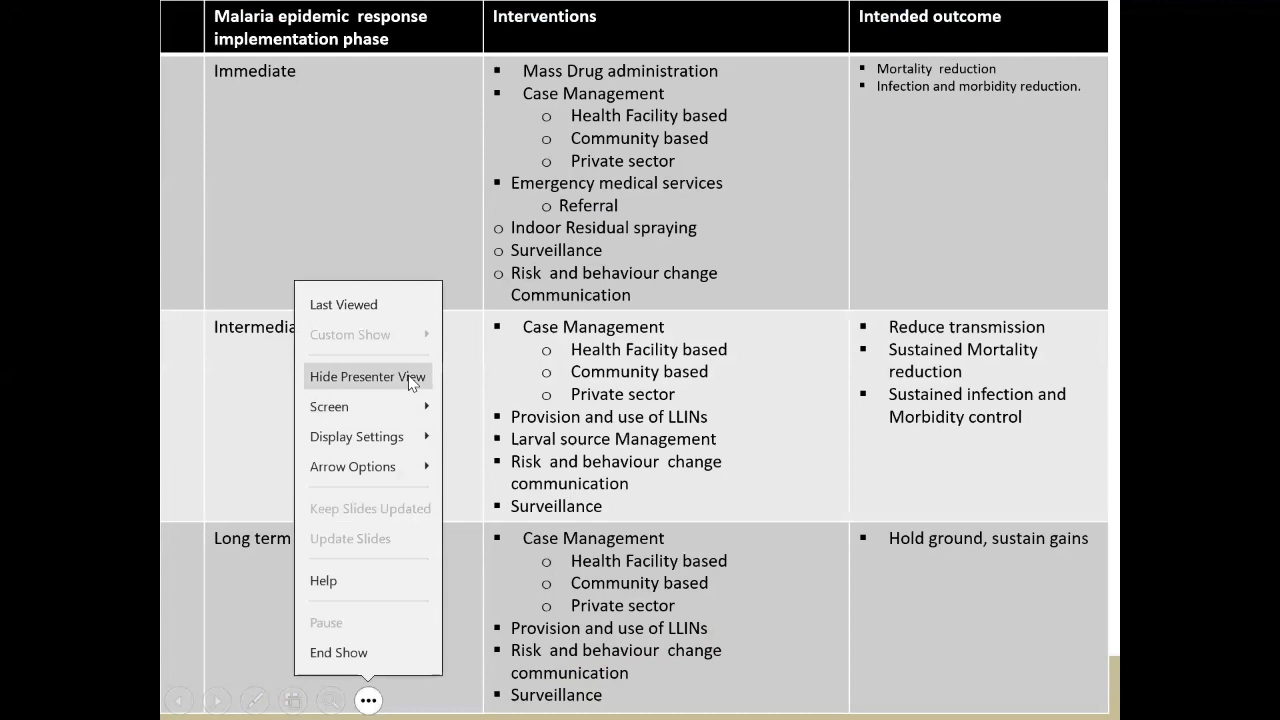 Malaria epidemic response
implementation phase
Interventions
Intended outcome
Immediate
▪ Mass Drug administration
▪ Case Management
o Health Facility based
o Community based
o Private sector
▪ Emergency medical services
o Referral
o Indoor Residual spraying
o Surveillance
o Risk and behaviour change
Communication
▪ Mortality reduction
▪ Infection and morbidity reduction.
Intermedia
▪ Case Management
o Health Facility based
o Community based
o Private sector
▪ Provision and use of LLINs
▪ Larval source Management
▪ Risk and behaviour change
communication
▪ Surveillance
▪ Reduce transmission
▪ Sustained Mortality
reduction
▪ Sustained infection and
Morbidity control
Long term
▪ Case Management
o Health Facility based
o Community based
o Private sector
▪ Provision and use of LLINs
▪ Risk and behaviour change
communication
▪ Surveillance
▪ Hold ground, sustain gains
Last Viewed
Custom Show
Hide Presenter View
Screen
Display Settings
Arrow Options
Keep Slides Updated
Update Slides
Help
Pause
End Show